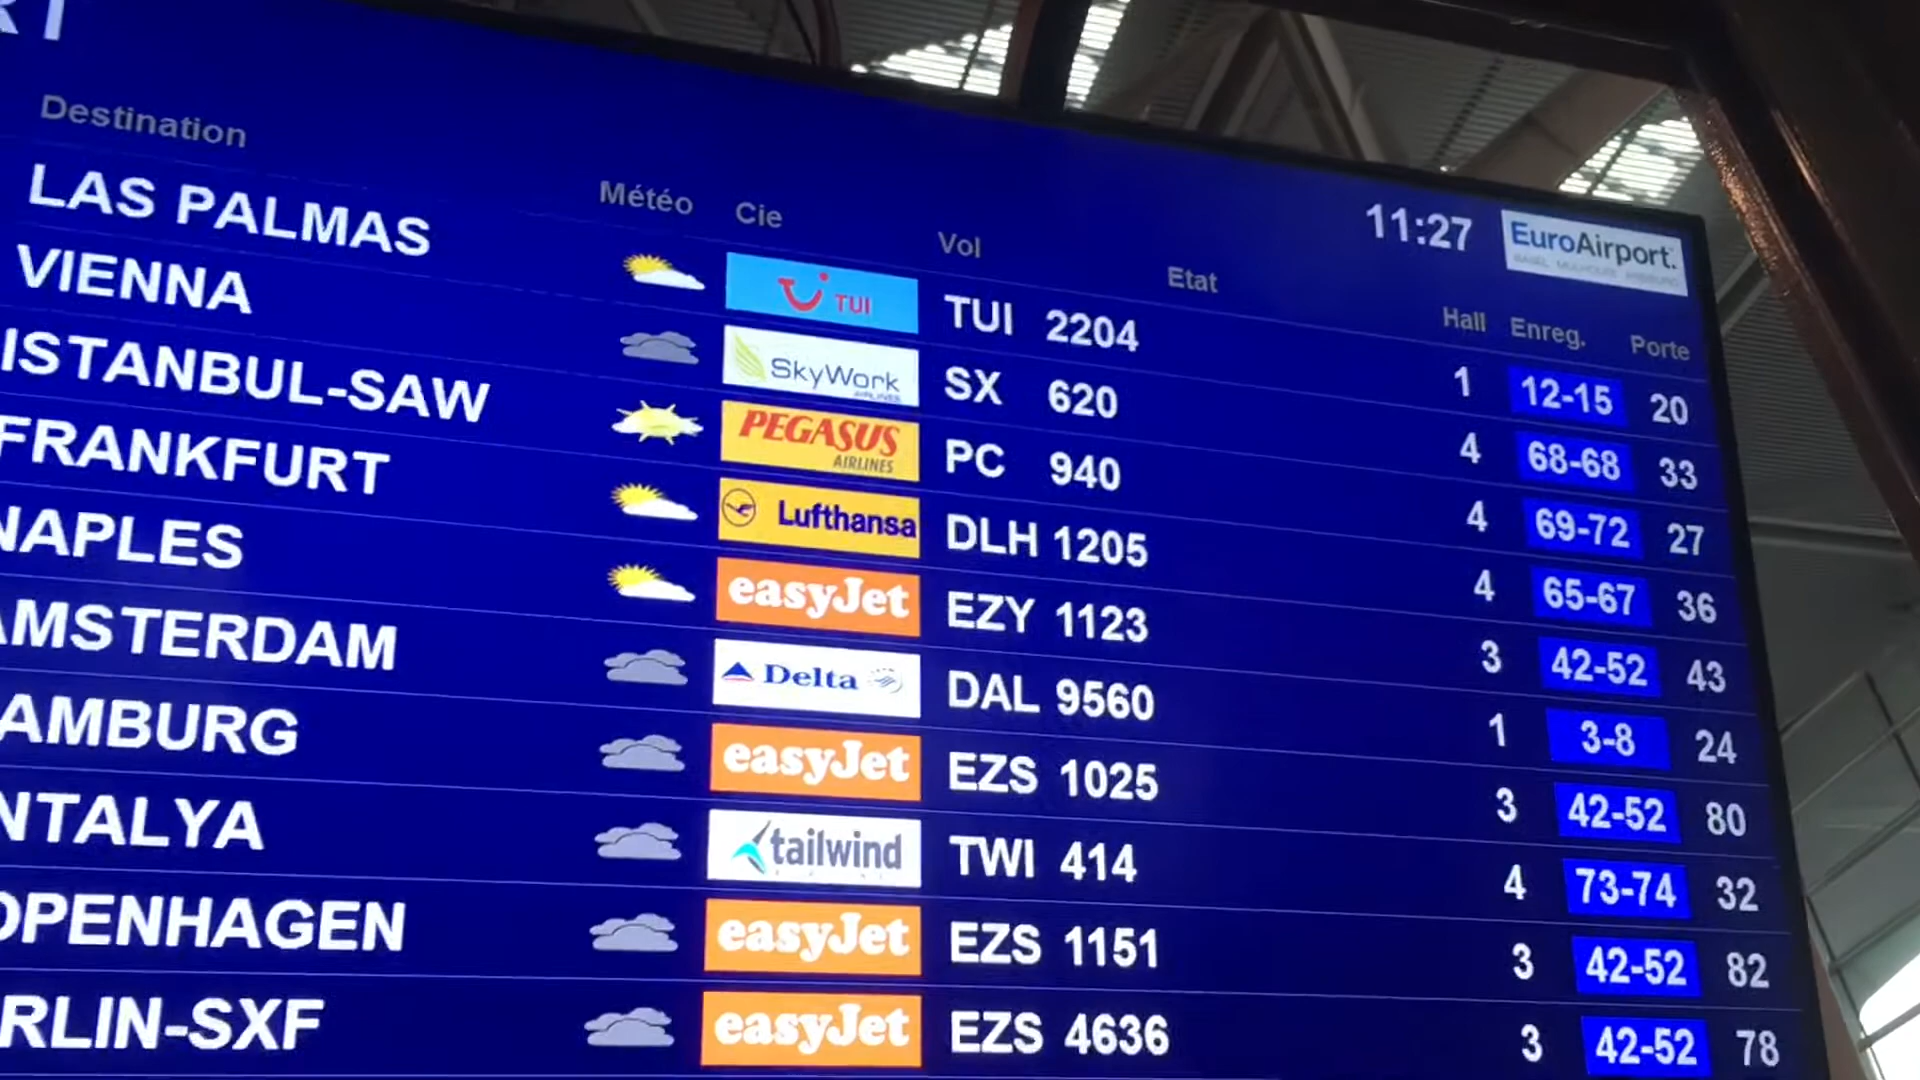 Destination Météo Cie Vol Etat 11:27 EuroAirport.
Hall Enreg. Porte
LAS PALMAS TUI TUI 2204 1 12-15 20
VIENNA SkyWork AIRLINES SX 620 4 68-68 33
ISTANBUL-SAW PEGASUS AIRLINES PC 940 4 69-72 27
FRANKFURT Lufthansa DLH 1205 4 65-67 36
NAPLES easyJet EZY 1123 3 42-52 43
AMSTERDAM Delta DAL 9560 1 3-8 24
AMBURG easyJet EZS 1025 3 42-52 80
NTALYA tailwind TWI 414 4 73-74 32
OPENHAGEN easyJet EZS 1151 3 42-52 82
RLIN-SXF easyJet EZS 4636 3 42-52 78